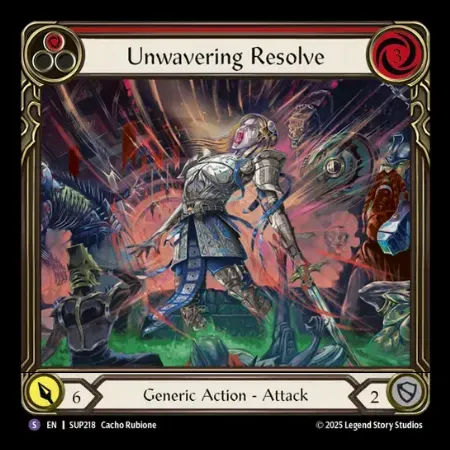 Unwavering Resolve
3
6
Generic Action - Attack
2
S EN | SUP218 Cacho Rubione
© 2025 Legend Story Studios